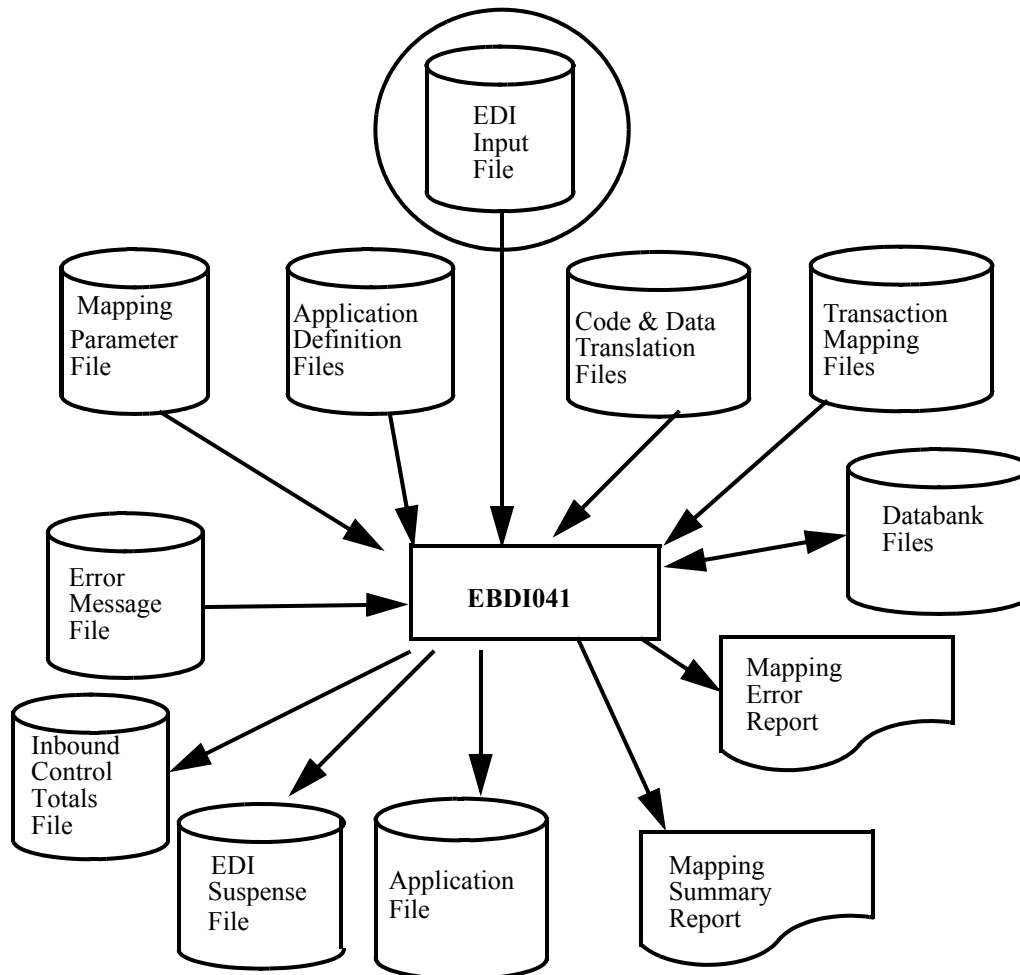 EDI
Input
File
Mapping
Parameter
File
Application
Definition
Files
Code & Data
Translation
Files
Transaction
Mapping
Files
Databank
Files
Error
Message
File
EBDI041
Mapping
Error
Report
Inbound
Control
Totals
File
EDI
Suspense
File
Application
File
Mapping
Summary
Report